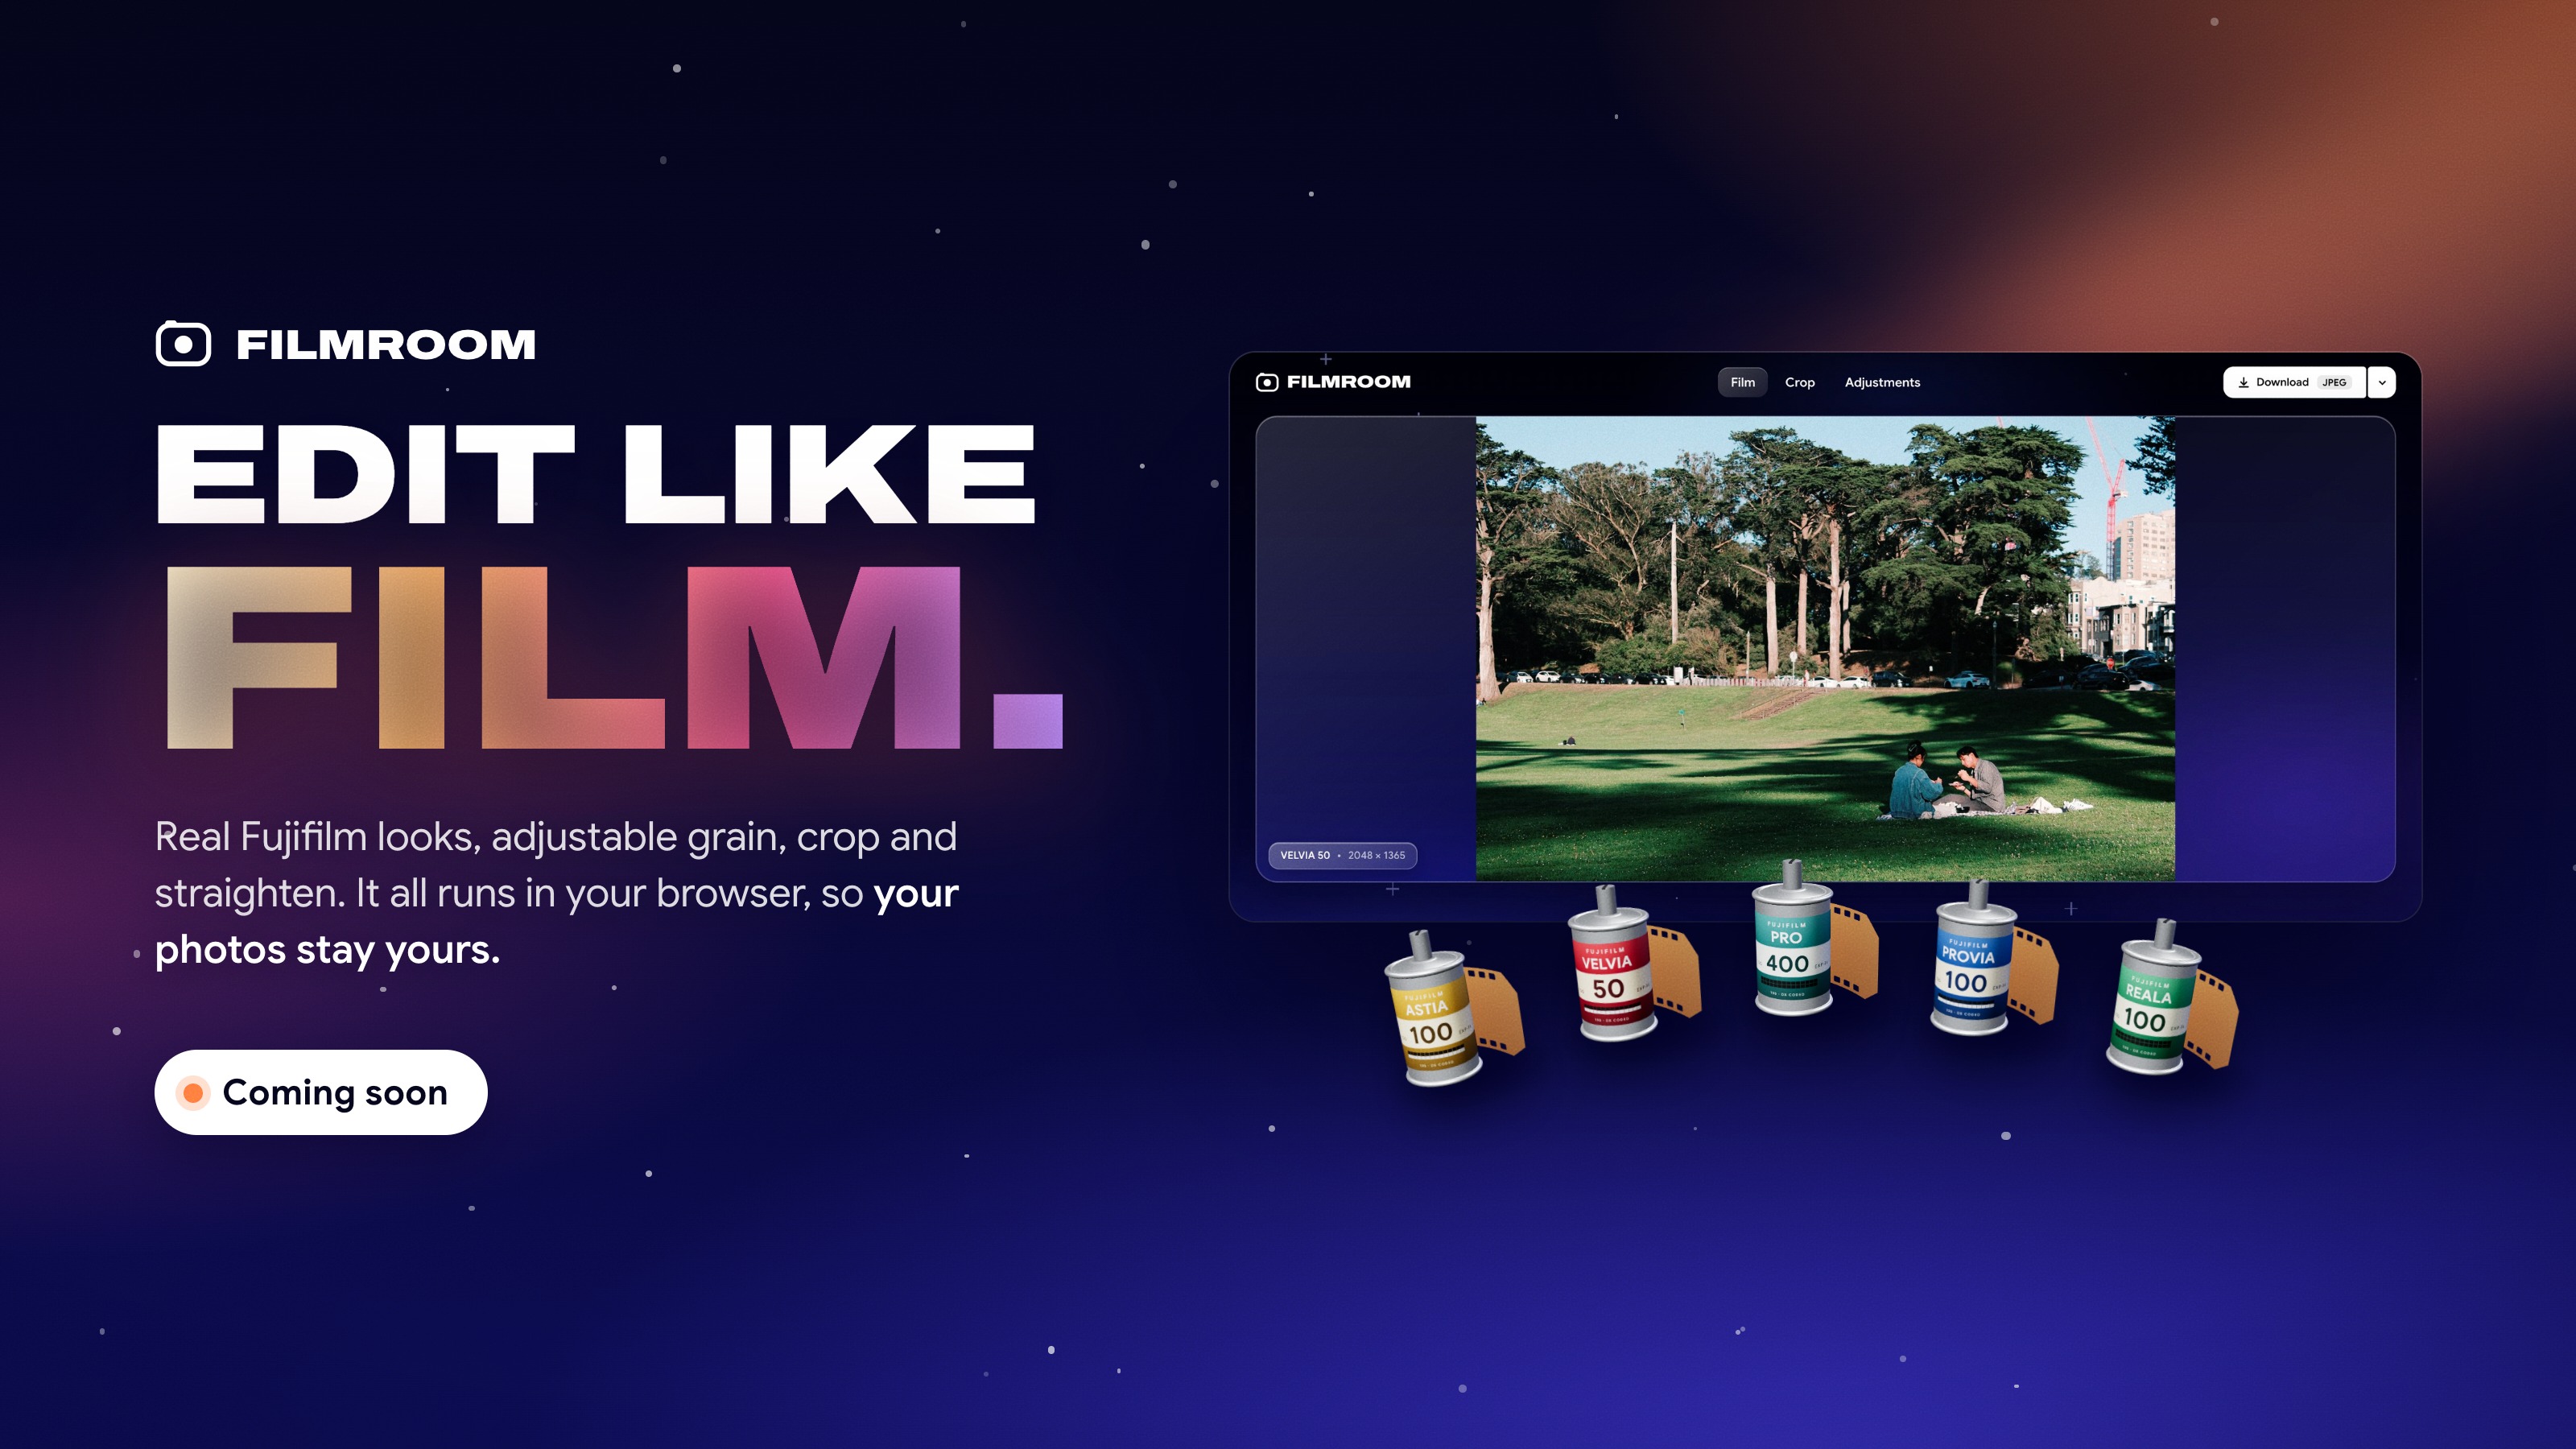 FILMROOM
EDIT LIKE
FILM.
Real Fujifilm looks, adjustable grain, crop and
straighten. It all runs in your browser, so your
photos stay yours.
Coming soon
FILMROOM
Film
Crop
Adjustments
Download JPEG
VELVIA 50 • 2048 × 1365
FUJIFILM
ASTIA
100
FUJIFILM
VELVIA
50
FUJIFILM
PRO
400
FUJIFILM
PROVIA
100
FUJIFILM
REALA
100